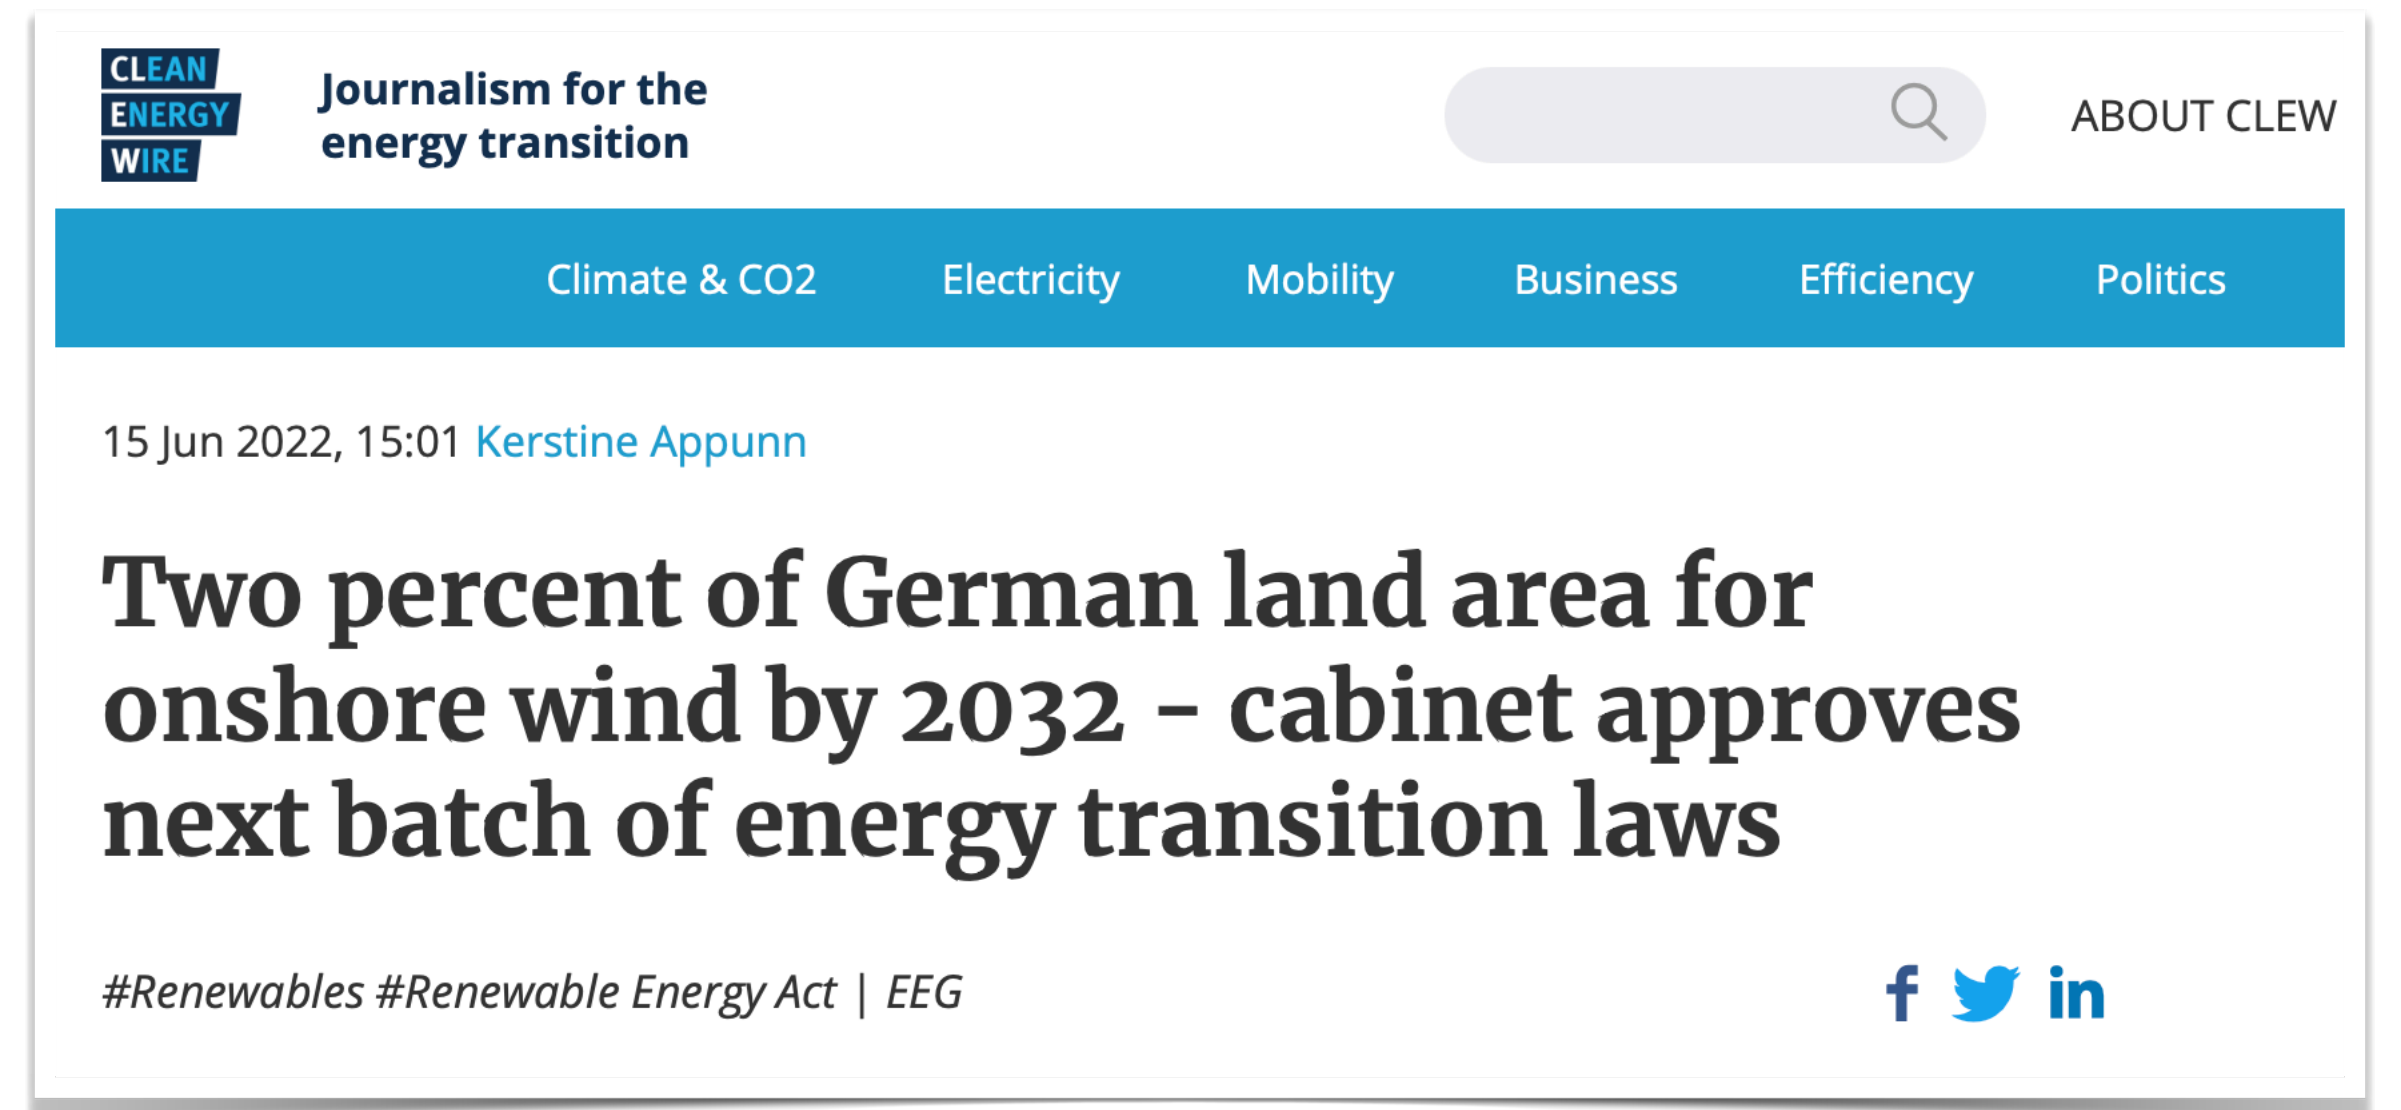 CLEAN
ENERGY
WIRE
Journalism for the
energy transition
ABOUT CLEW
Climate & CO2 Electricity Mobility Business Efficiency Politics
15 Jun 2022, 15:01 Kerstine Appunn
Two percent of German land area for
onshore wind by 2032 - cabinet approves
next batch of energy transition laws
#Renewables #Renewable Energy Act | EEG
f in